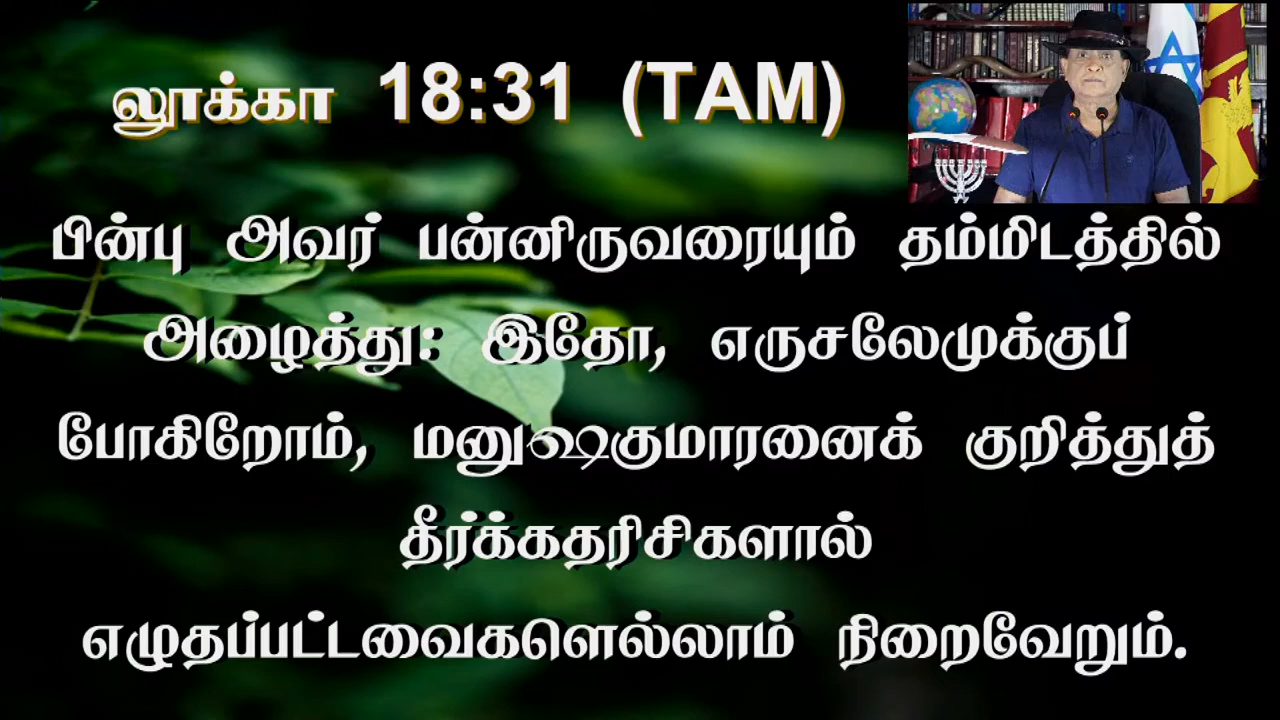 லூக்கா 18:31 (TAM)
பின்பு அவர் பன்னிருவரையும் தம்மிடத்தில்
அழைத்து: இதோ, எருசலேமுக்குப்
போகிறோம், மனுஷகுமாரனைக் குறித்துத்
தீர்க்கதரிசிகளால்
எழுதப்பட்டவைகளெல்லாம் நிறைவேறும்.